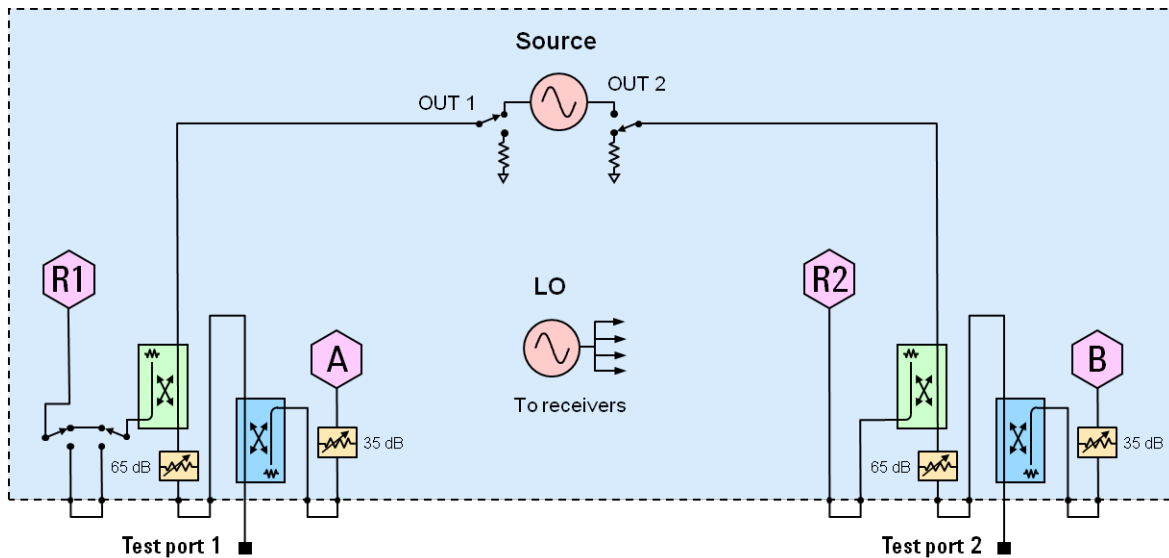 Source
OUT 1
OUT 2
R1
R2
LO
A
B
To receivers
65 dB
35 dB
65 dB
35 dB
Test port 1
Test port 2